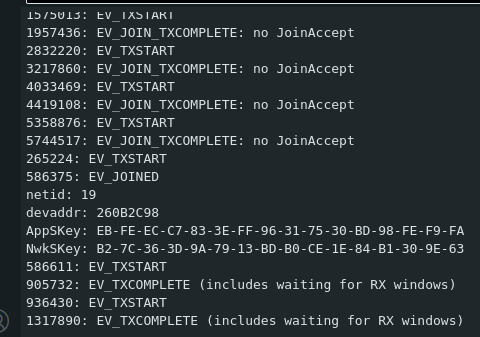 1575013: EV_TXSTART
1957436: EV_JOIN_TXCOMPLETE: no JoinAccept
2832220: EV_TXSTART
3217860: EV_JOIN_TXCOMPLETE: no JoinAccept
4033469: EV_TXSTART
4419108: EV_JOIN_TXCOMPLETE: no JoinAccept
5358876: EV_TXSTART
5744517: EV_JOIN_TXCOMPLETE: no JoinAccept
265224: EV_TXSTART
586375: EV_JOINED
netid: 19
devaddr: 260B2C98
AppSKey: EB-FE-EC-C7-83-3E-FF-96-31-75-30-BD-98-FE-F9-FA
NwkSKey: B2-7C-36-3D-9A-79-13-BD-B0-CE-1E-84-B1-30-9E-63
586611: EV_TXSTART
905732: EV_TXCOMPLETE (includes waiting for RX windows)
936430: EV_TXSTART
1317890: EV_TXCOMPLETE (includes waiting for RX windows)